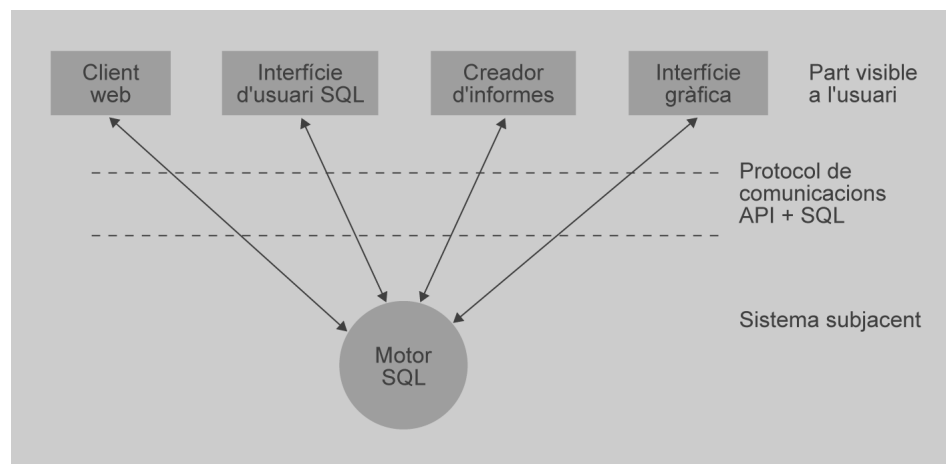 Client
web
Interfície
d'usuari SQL
Creador
d'informes
Interfície
gràfica
Part visible
a l'usuari
Protocol de
comunicacions
API + SQL
Sistema subjacent
Motor
SQL